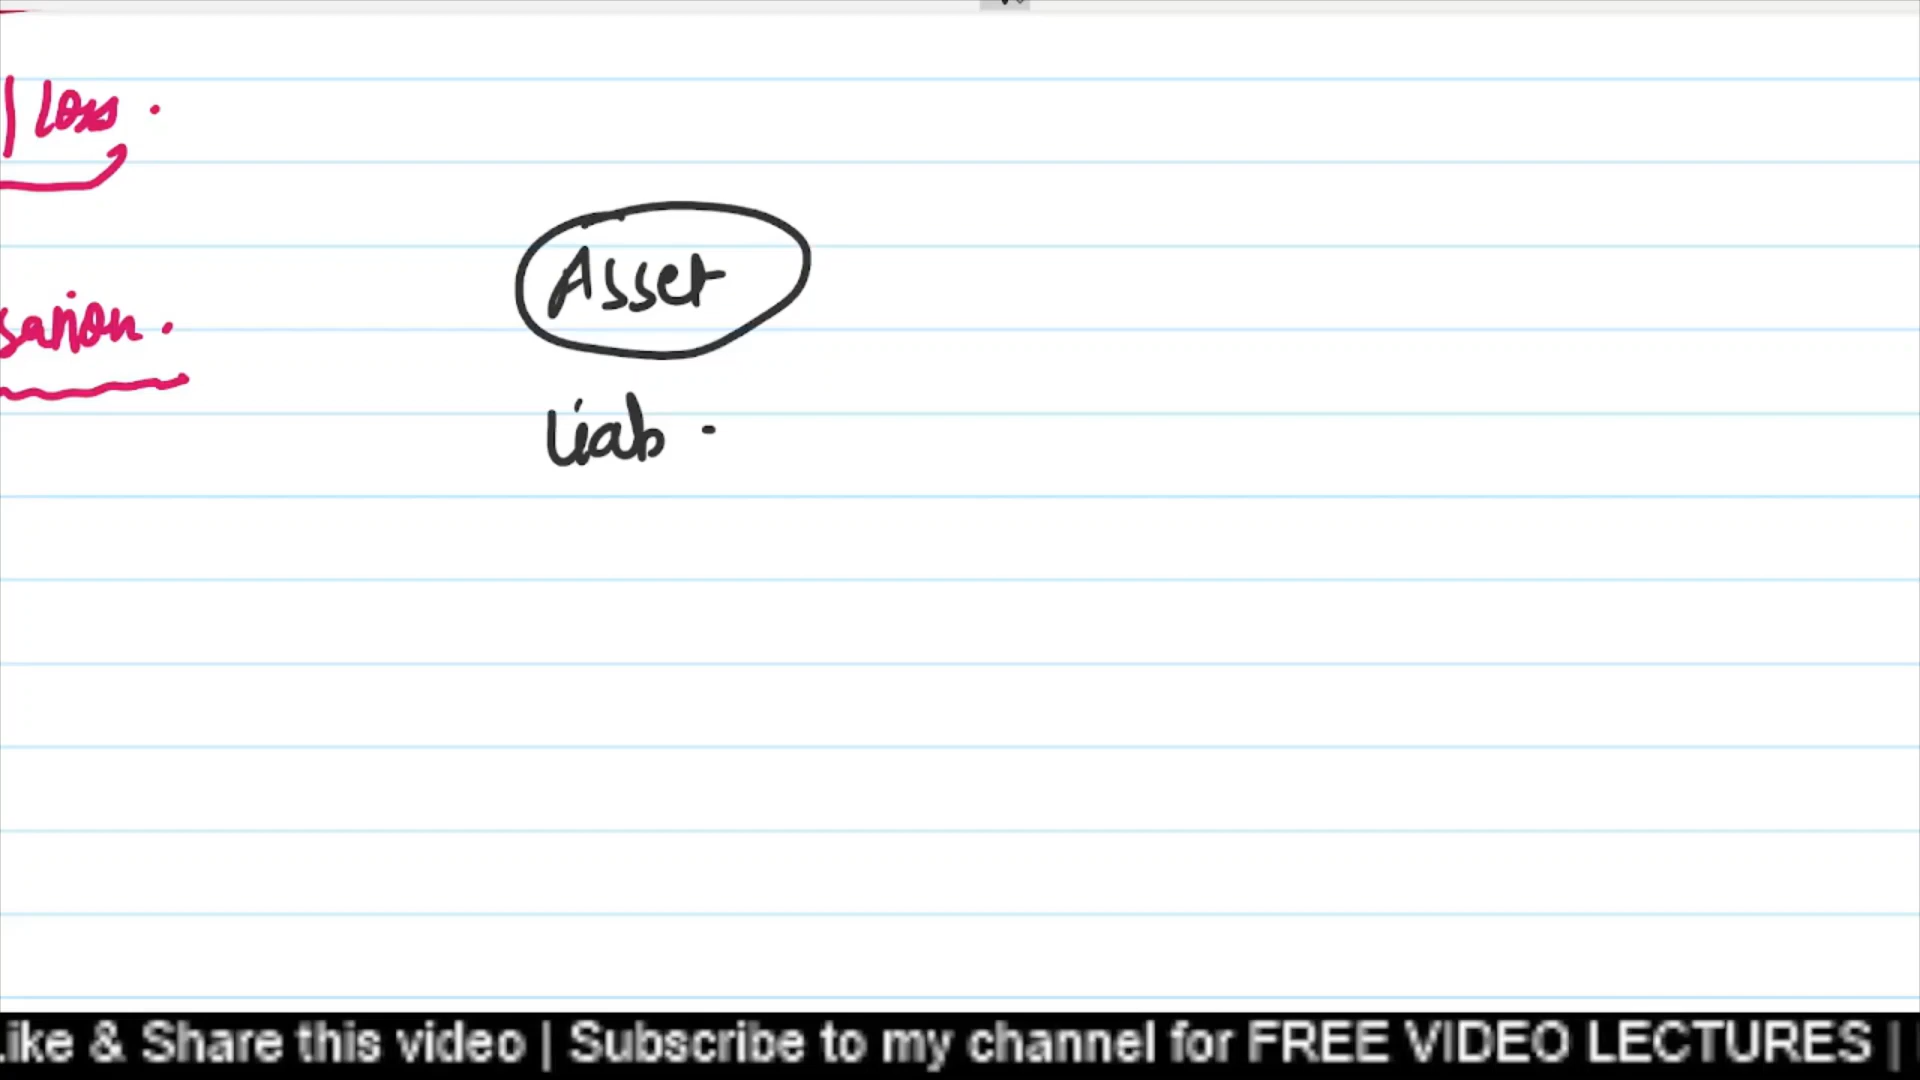 | Loss .
sation .
Asset
Liab .
Like & Share this video | Subscribe to my channel for FREE VIDEO LECTURES |